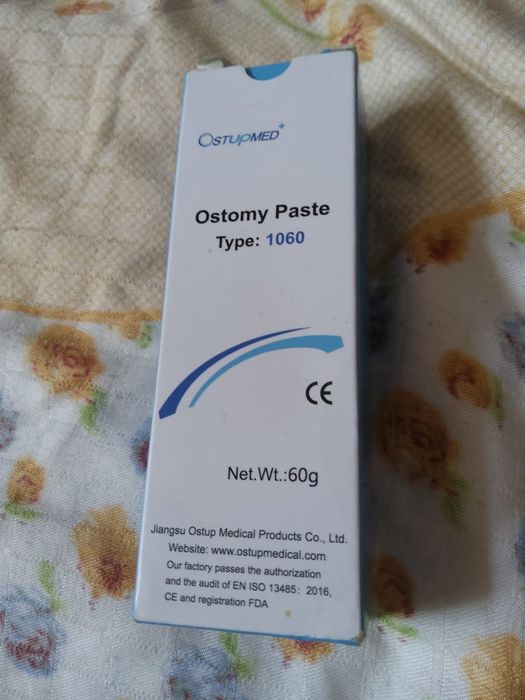 OSTUPMED+
Ostomy Paste
Type: 1060
CE
Net.Wt.:60g
Jiangsu Ostup Medical Products Co., Ltd.
Website: www.ostupmedical.com
Our factory passes the authorization
and the audit of EN ISO 13485: 2016,
CE and registration FDA